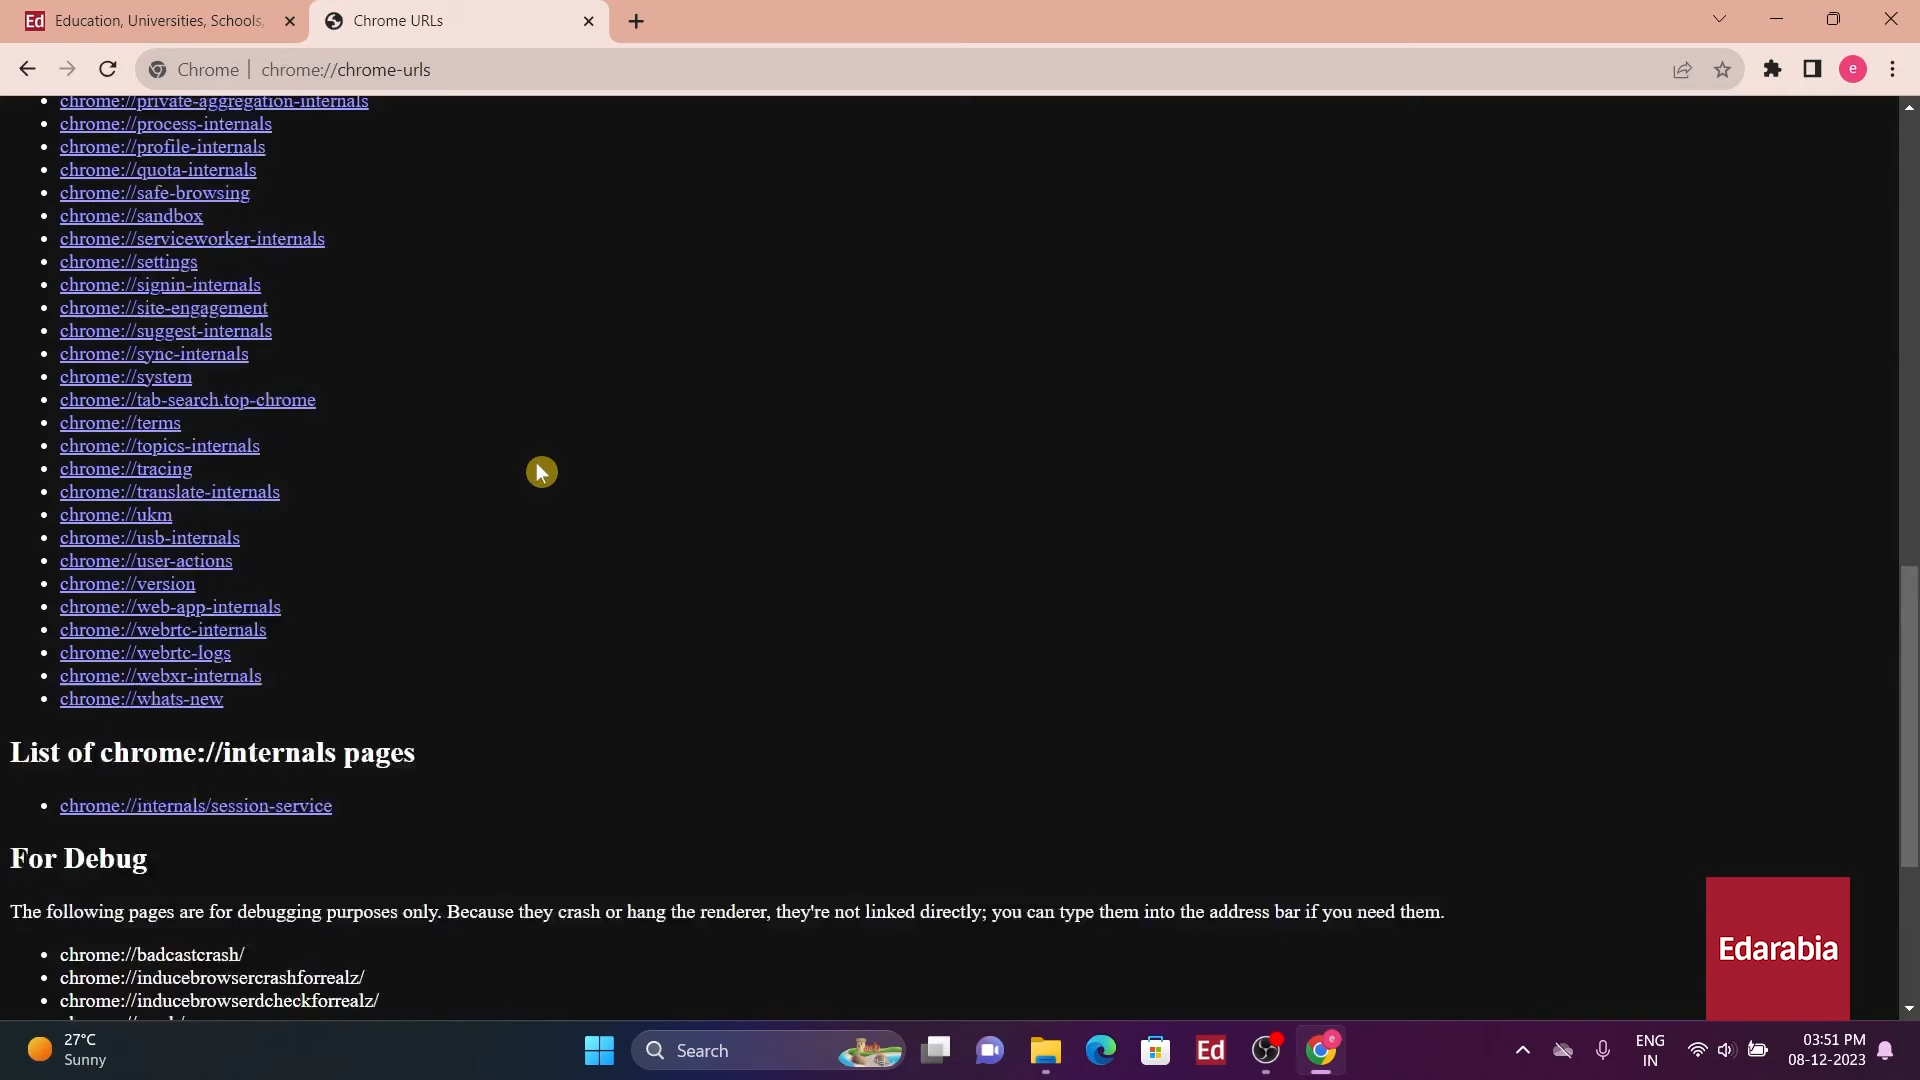 Ed Education, Universities, Schools,
Chrome URLs
Chrome
chrome://chrome-urls
e
chrome://private-aggregation-internals
chrome://process-internals
chrome://profile-internals
chrome://quota-internals
chrome://safe-browsing
chrome://sandbox
chrome://serviceworker-internals
chrome://settings
chrome://signin-internals
chrome://site-engagement
chrome://suggest-internals
chrome://sync-internals
chrome://system
chrome://tab-search.top-chrome
chrome://terms
chrome://topics-internals
chrome://tracing
chrome://translate-internals
chrome://ukm
chrome://usb-internals
chrome://user-actions
chrome://version
chrome://web-app-internals
chrome://webrtc-internals
chrome://webrtc-logs
chrome://webxr-internals
chrome://whats-new
List of chrome://internals pages
chrome://internals/session-service
For Debug
The following pages are for debugging purposes only. Because they crash or hang the renderer, they're not linked directly; you can type them into the address bar if you need them.
chrome://badcastcrash/
chrome://inducebrowsercrashforrealz/
chrome://inducebrowserdcheckforrealz/
Edarabia
27°C
Sunny
Search
Ed
e
ENG
IN
03:51 PM
08-12-2023